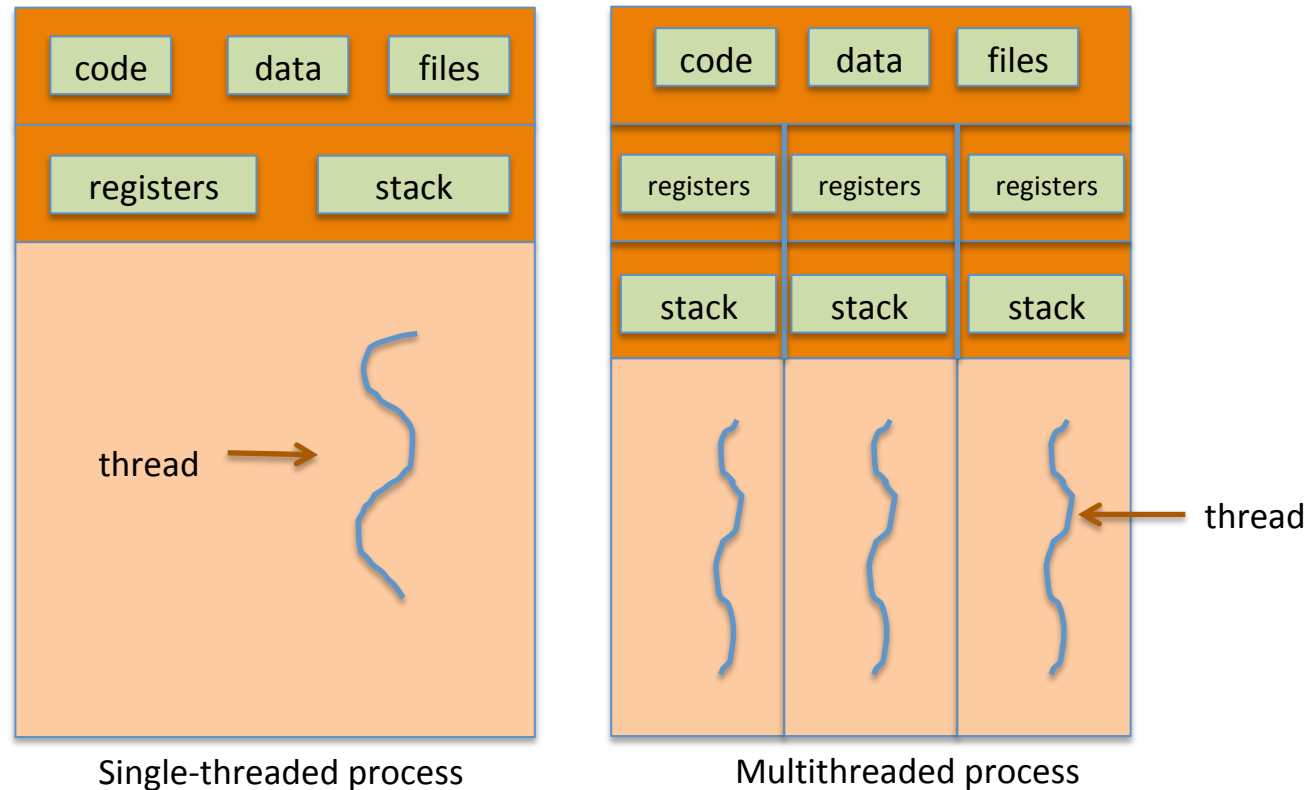 code data files
registers stack
thread
Single-threaded process
code data files
registers registers registers
stack stack stack
thread
Multithreaded process